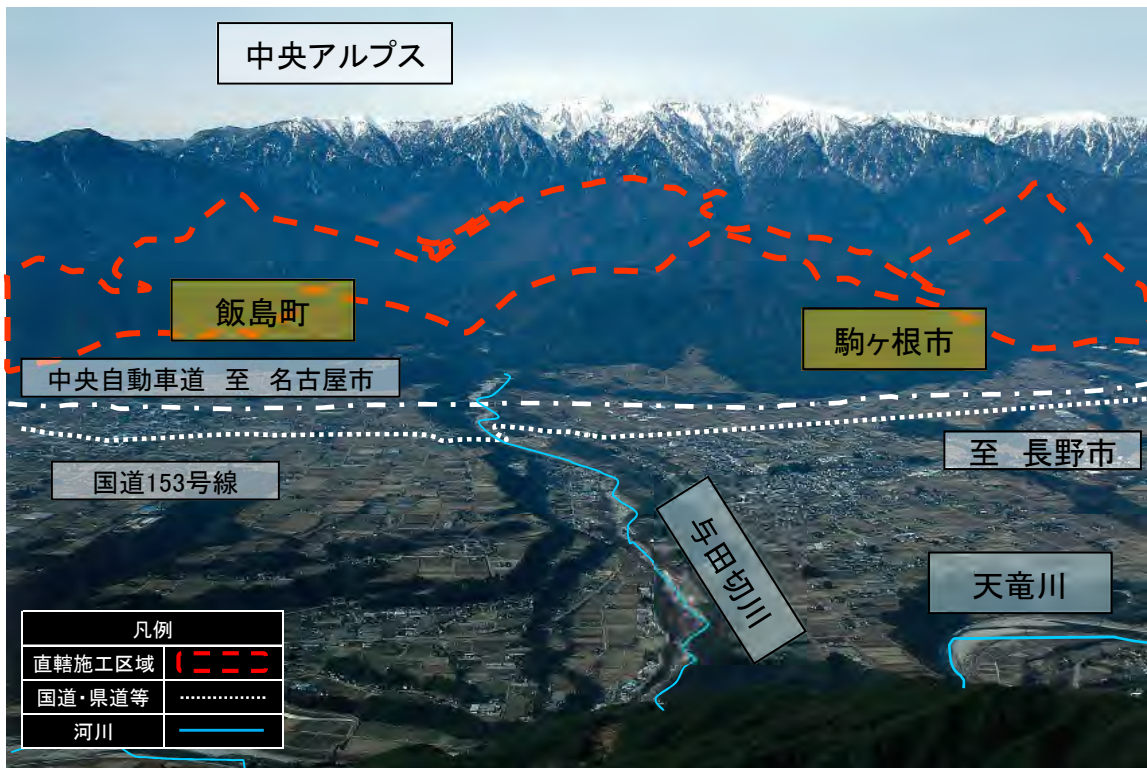 中央アルプス
飯島町
駒ヶ根市
中央自動車道 至 名古屋市
至 長野市
国道153号線
与田切川
天竜川
凡例
直轄施工区域
国道・県道等
河川